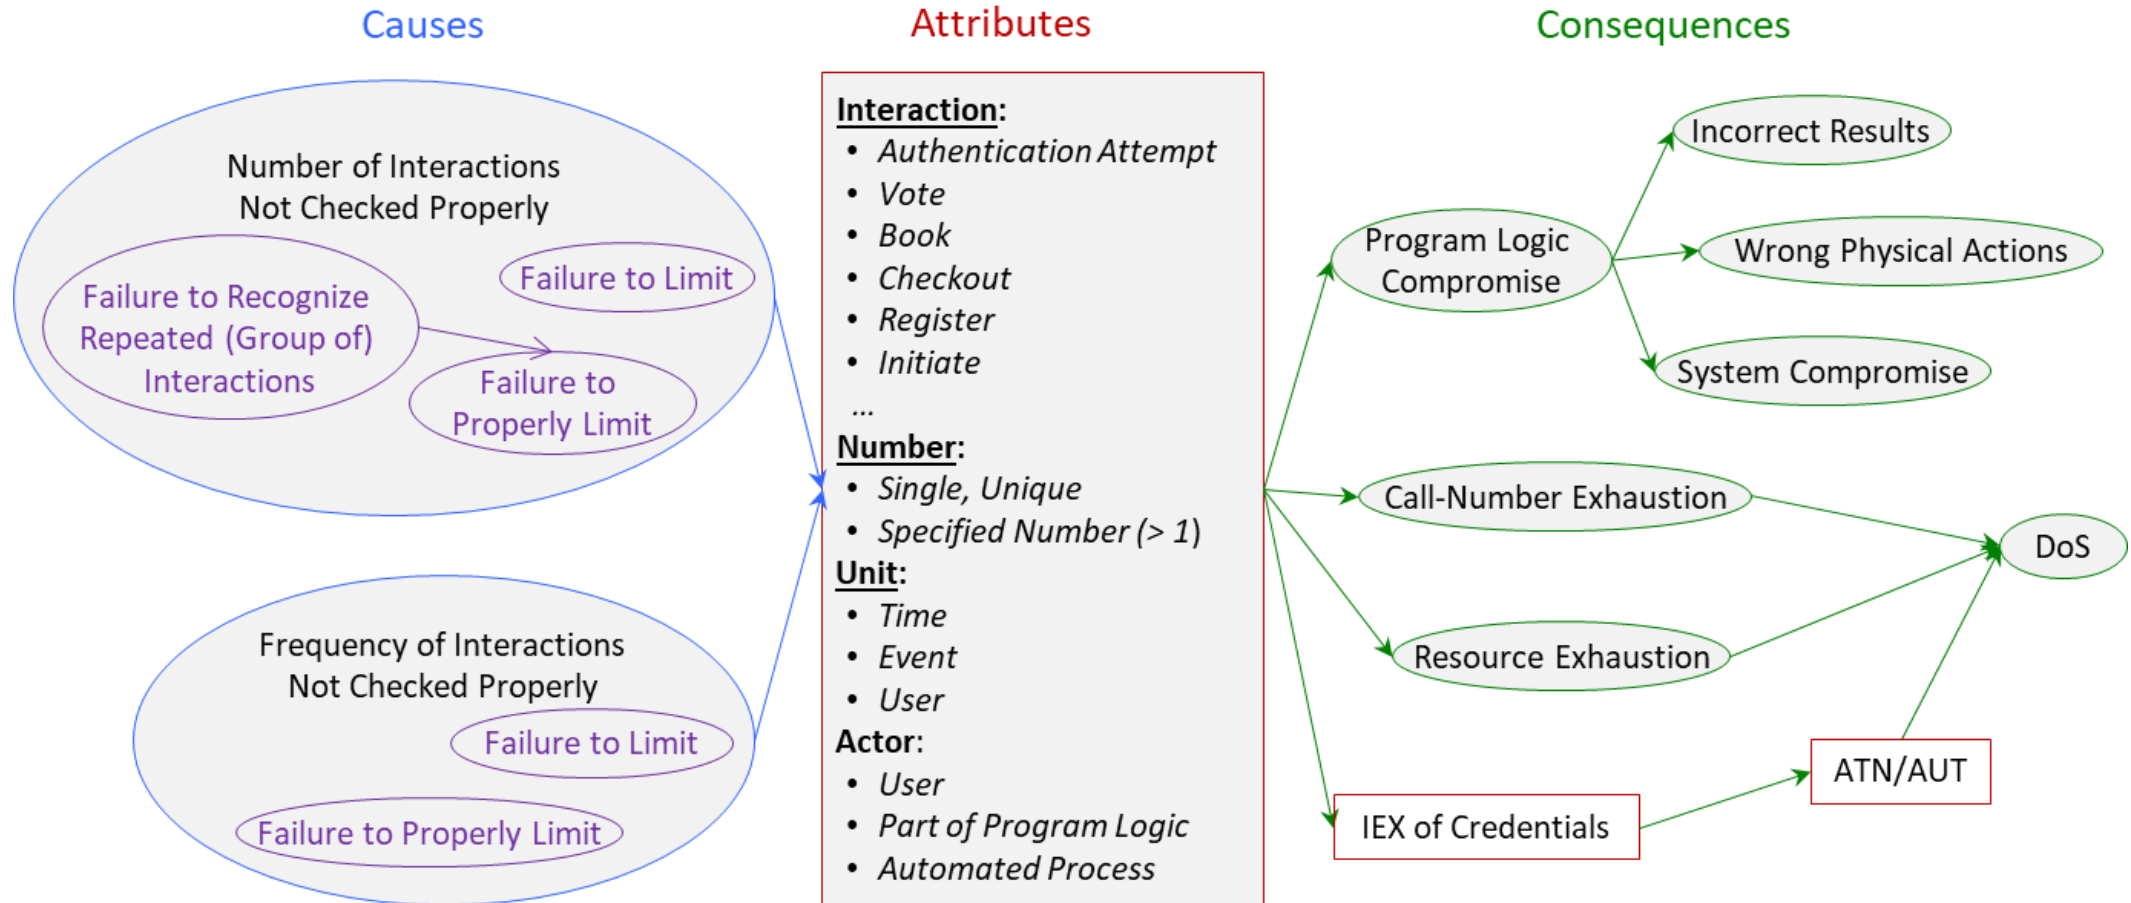 Causes
Number of Interactions
Not Checked Properly
Failure to Limit
Failure to Recognize
Repeated (Group of)
Interactions
Failure to
Properly Limit
Frequency of Interactions
Not Checked Properly
Failure to Limit
Failure to Properly Limit
Attributes
Interaction:
• Authentication Attempt
• Vote
• Book
• Checkout
• Register
• Initiate
...
Number:
• Single, Unique
• Specified Number (> 1)
Unit:
• Time
• Event
• User
Actor:
• User
• Part of Program Logic
• Automated Process
Consequences
Program Logic
Compromise
Incorrect Results
Wrong Physical Actions
System Compromise
Call-Number Exhaustion
Resource Exhaustion
DoS
IEX of Credentials
ATN/AUT